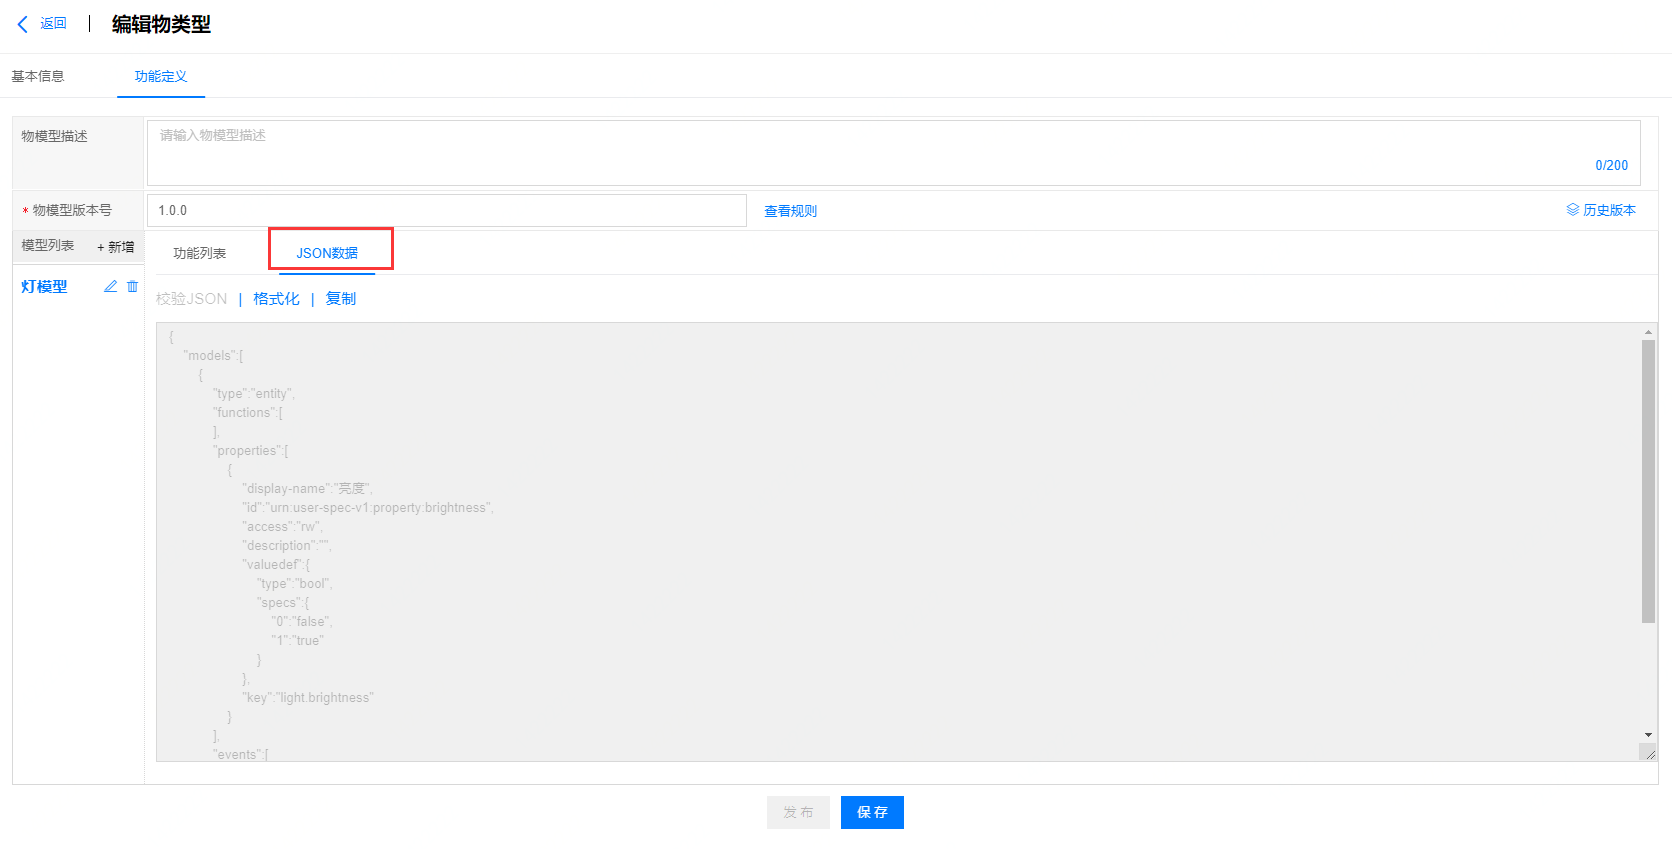 返回 编辑物类型
基本信息 功能定义
物模型描述 请输入物模型描述
0/200
* 物模型版本号 1.0.0 查看规则 历史版本
模型列表 + 新增 功能列表 JSON数据
灯模型
校验JSON | 格式化 | 复制
{
"models":[
{
"type":"entity",
"functions":[
],
"properties":[
{
"display-name":"亮度",
"id":"urn:user-spec-v1:property:brightness",
"access":"rw",
"description":"",
"valuedef":{
"type":"bool",
"specs":{
"0":"false",
"1":"true"
}
},
"key":"light.brightness"
}
],
"events":[
发 布 保 存